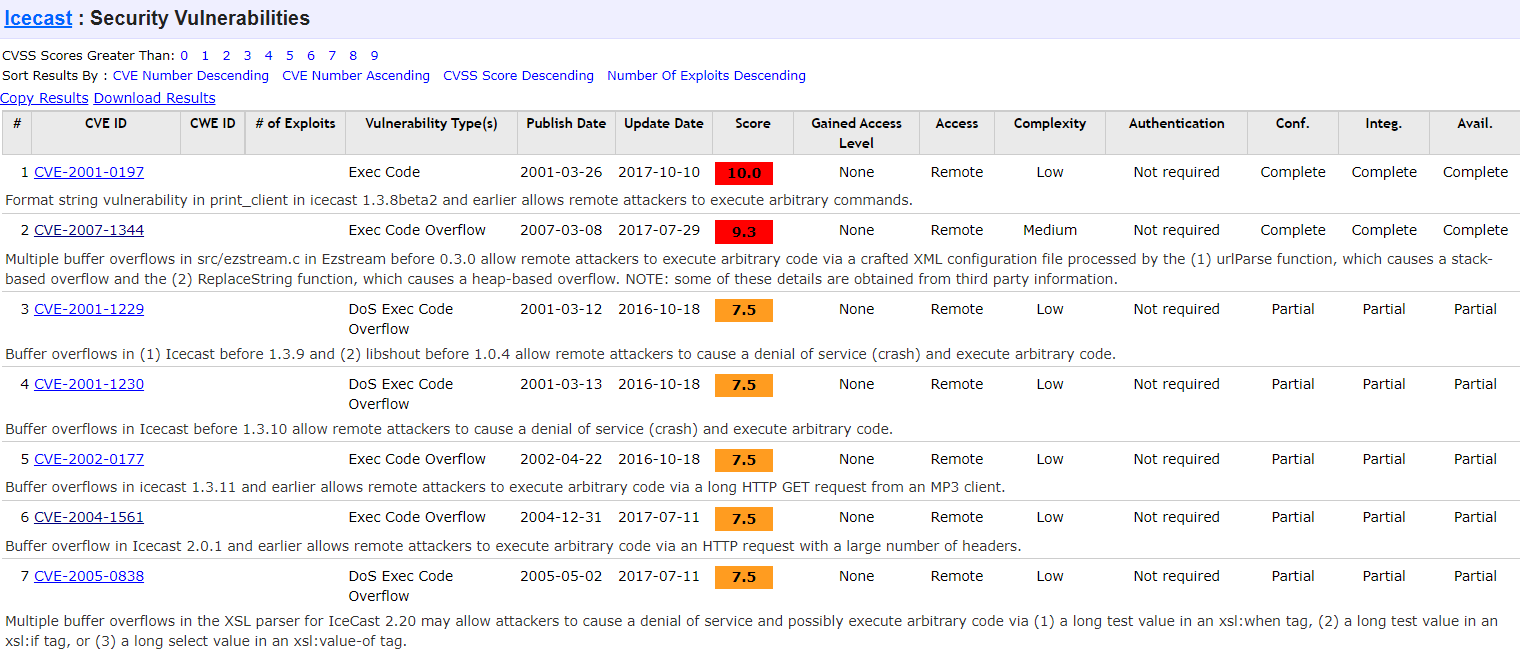 Icecast : Security Vulnerabilities
CVSS Scores Greater Than: 0 1 2 3 4 5 6 7 8 9
Sort Results By : CVE Number Descending CVE Number Ascending CVSS Score Descending Number Of Exploits Descending
Copy Results Download Results
# CVE ID CWE ID # of Exploits Vulnerability Type(s) Publish Date Update Date Score Gained Access Level Access Complexity Authentication Conf. Integ. Avail.
1 CVE-2001-0197 Exec Code 2001-03-26 2017-10-10 10.0 None Remote Low Not required Complete Complete Complete
Format string vulnerability in print_client in icecast 1.3.8beta2 and earlier allows remote attackers to execute arbitrary commands.
2 CVE-2007-1344 Exec Code Overflow 2007-03-08 2017-07-29 9.3 None Remote Medium Not required Complete Complete Complete
Multiple buffer overflows in src/ezstream.c in Ezstream before 0.3.0 allow remote attackers to execute arbitrary code via a crafted XML configuration file processed by the (1) urlParse function, which causes a stack-
based overflow and the (2) ReplaceString function, which causes a heap-based overflow. NOTE: some of these details are obtained from third party information.
3 CVE-2001-1229 DoS Exec Code Overflow 2001-03-12 2016-10-18 7.5 None Remote Low Not required Partial Partial Partial
Buffer overflows in (1) Icecast before 1.3.9 and (2) libshout before 1.0.4 allow remote attackers to cause a denial of service (crash) and execute arbitrary code.
4 CVE-2001-1230 DoS Exec Code Overflow 2001-03-13 2016-10-18 7.5 None Remote Low Not required Partial Partial Partial
Buffer overflows in Icecast before 1.3.10 allow remote attackers to cause a denial of service (crash) and execute arbitrary code.
5 CVE-2002-0177 Exec Code Overflow 2002-04-22 2016-10-18 7.5 None Remote Low Not required Partial Partial Partial
Buffer overflows in icecast 1.3.11 and earlier allows remote attackers to execute arbitrary code via a long HTTP GET request from an MP3 client.
6 CVE-2004-1561 Exec Code Overflow 2004-12-31 2017-07-11 7.5 None Remote Low Not required Partial Partial Partial
Buffer overflow in Icecast 2.0.1 and earlier allows remote attackers to execute arbitrary code via an HTTP request with a large number of headers.
7 CVE-2005-0838 DoS Exec Code Overflow 2005-05-02 2017-07-11 7.5 None Remote Low Not required Partial Partial Partial
Multiple buffer overflows in the XSL parser for IceCast 2.20 may allow attackers to cause a denial of service and possibly execute arbitrary code via (1) a long test value in an xsl:when tag, (2) a long test value in an
xsl:if tag, or (3) a long select value in an xsl:value-of tag.